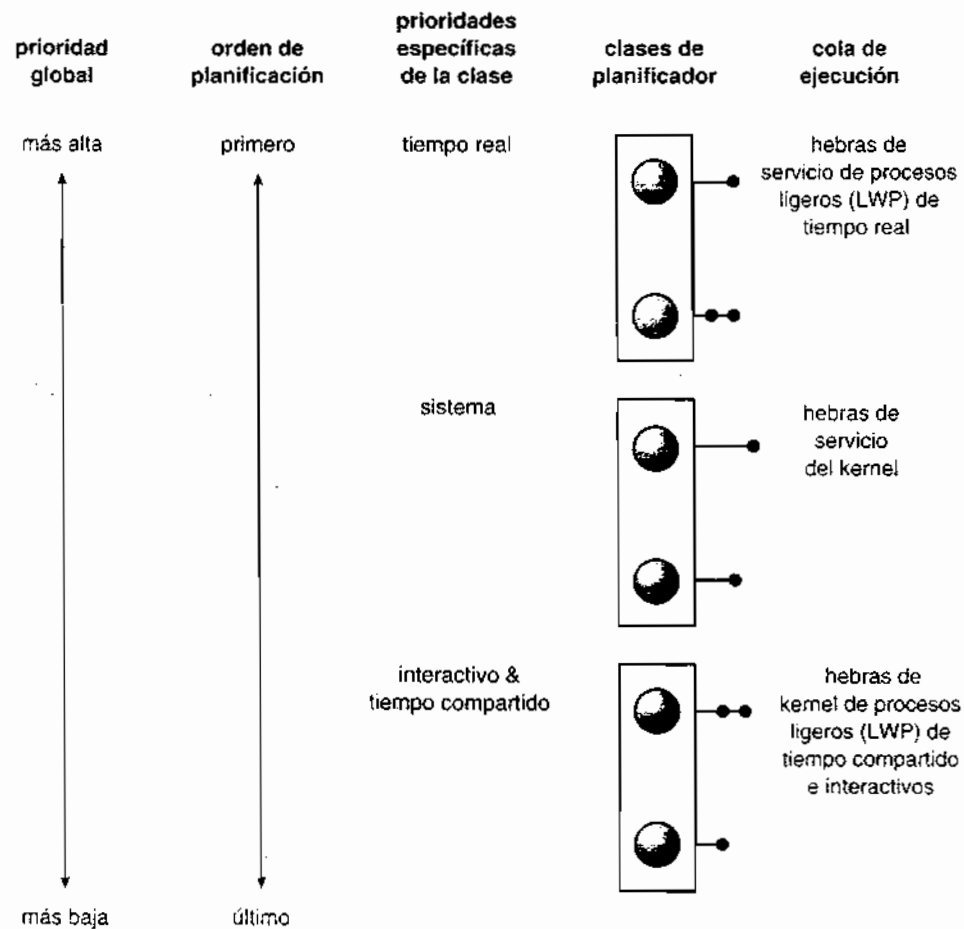 prioridad
global
orden de
planificación
prioridades
específicas
de la clase
clases de
planificador
cola de
ejecución
más alta
primero
tiempo real
hebras de
servicio de procesos
ligeros (LWP) de
tiempo real
sistema
hebras de
servicio
del kernel
interactivo &
tiempo compartido
hebras de
kernel de procesos
ligeros (LWP) de
tiempo compartido
e interactivos
más baja
último